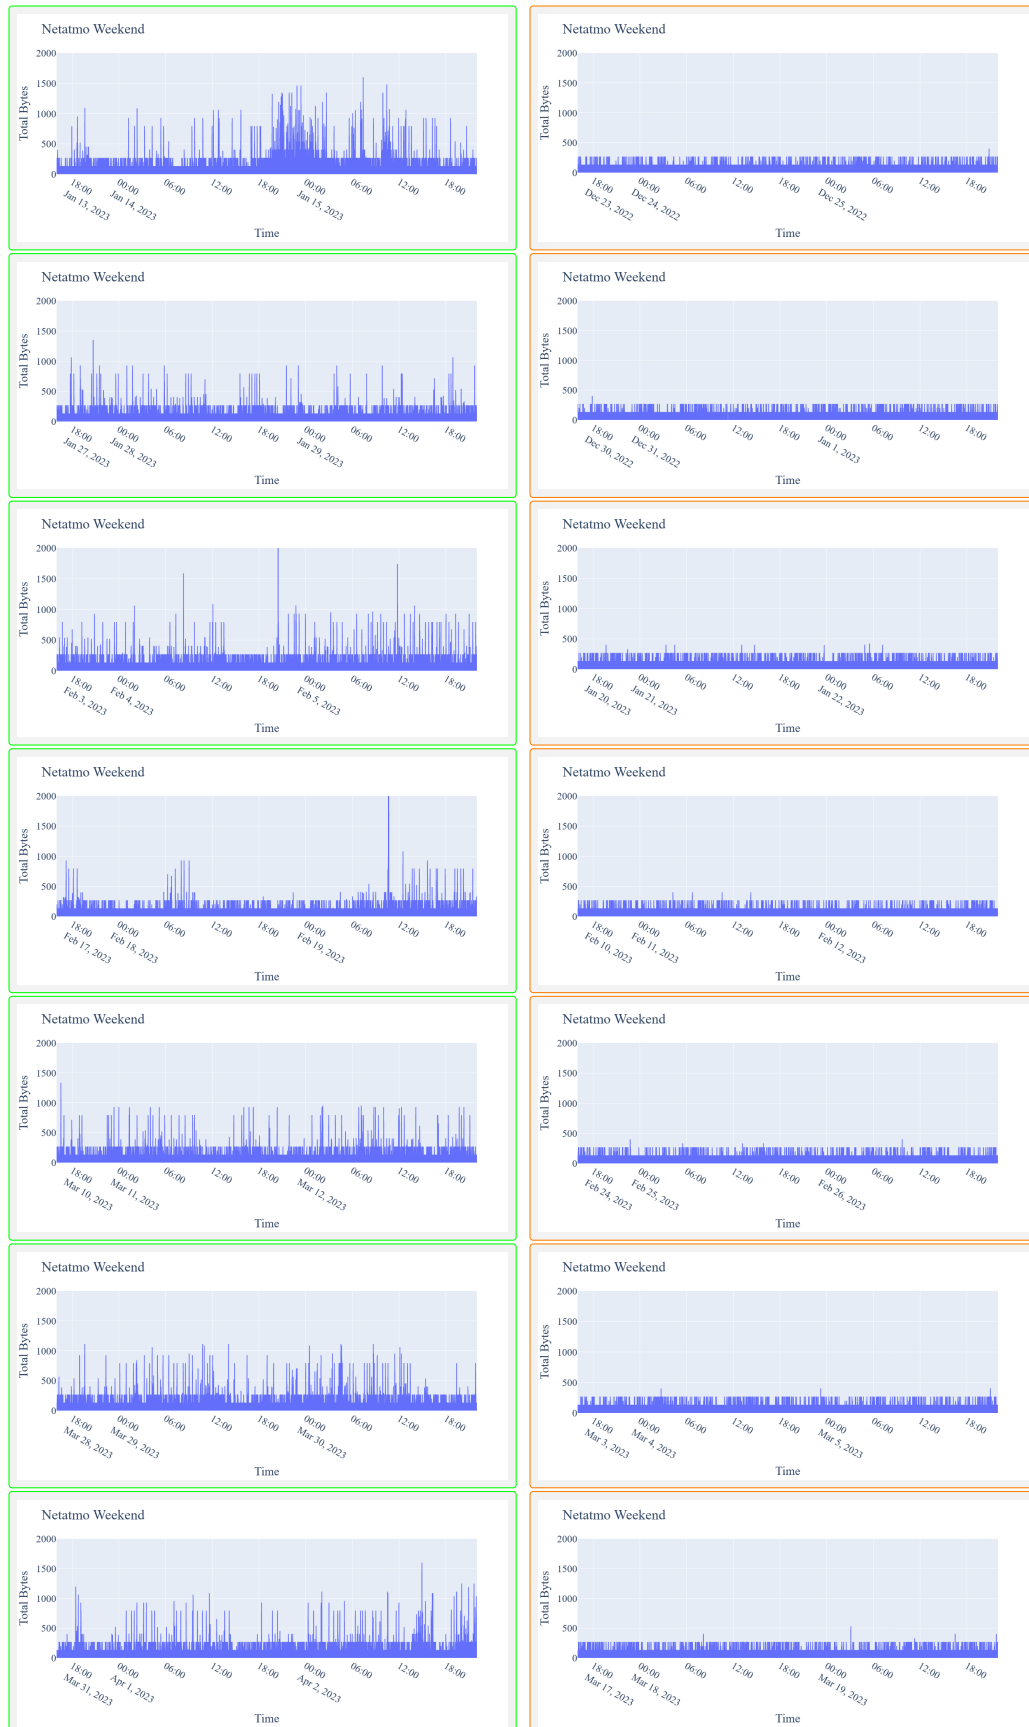 Netatmo Weekend
Total Bytes
2000
1500
1000
500
0
18:00
Jan 13, 2023
00:00
Jan 14, 2023
06:00
12:00
18:00
00:00
Jan 15, 2023
06:00
12:00
18:00
Time
Netatmo Weekend
Total Bytes
2000
1500
1000
500
0
18:00
Dec 23, 2022
00:00
Dec 24, 2022
06:00
12:00
18:00
00:00
Dec 25, 2022
06:00
12:00
18:00
Time
Netatmo Weekend
Total Bytes
2000
1500
1000
500
0
18:00
Jan 27, 2023
00:00
Jan 28, 2023
06:00
12:00
18:00
00:00
Jan 29, 2023
06:00
12:00
18:00
Time
Netatmo Weekend
Total Bytes
2000
1500
1000
500
0
18:00
Dec 30, 2022
00:00
Dec 31, 2022
06:00
12:00
18:00
00:00
Jan 1, 2023
06:00
12:00
18:00
Time
Netatmo Weekend
Total Bytes
2000
1500
1000
500
0
18:00
Feb 3, 2023
00:00
Feb 4, 2023
06:00
12:00
18:00
00:00
Feb 5, 2023
06:00
12:00
18:00
Time
Netatmo Weekend
Total Bytes
2000
1500
1000
500
0
18:00
Jan 20, 2023
00:00
Jan 21, 2023
06:00
12:00
18:00
00:00
Jan 22, 2023
06:00
12:00
18:00
Time
Netatmo Weekend
Total Bytes
2000
1500
1000
500
0
18:00
Feb 17, 2023
00:00
Feb 18, 2023
06:00
12:00
18:00
00:00
Feb 19, 2023
06:00
12:00
18:00
Time
Netatmo Weekend
Total Bytes
2000
1500
1000
500
0
18:00
Feb 10, 2023
00:00
Feb 11, 2023
06:00
12:00
18:00
00:00
Feb 12, 2023
06:00
12:00
18:00
Time
Netatmo Weekend
Total Bytes
2000
1500
1000
500
0
18:00
Mar 10, 2023
00:00
Mar 11, 2023
06:00
12:00
18:00
00:00
Mar 12, 2023
06:00
12:00
18:00
Time
Netatmo Weekend
Total Bytes
2000
1500
1000
500
0
18:00
Feb 24, 2023
00:00
Feb 25, 2023
06:00
12:00
18:00
00:00
Feb 26, 2023
06:00
12:00
18:00
Time
Netatmo Weekend
Total Bytes
2000
1500
1000
500
0
18:00
Mar 28, 2023
00:00
Mar 29, 2023
06:00
12:00
18:00
00:00
Mar 30, 2023
06:00
12:00
18:00
Time
Netatmo Weekend
Total Bytes
2000
1500
1000
500
0
18:00
Mar 3, 2023
00:00
Mar 4, 2023
06:00
12:00
18:00
00:00
Mar 5, 2023
06:00
12:00
18:00
Time
Netatmo Weekend
Total Bytes
2000
1500
1000
500
0
18:00
Mar 31, 2023
00:00
Apr 1, 2023
06:00
12:00
18:00
00:00
Apr 2, 2023
06:00
12:00
18:00
Time
Netatmo Weekend
Total Bytes
2000
1500
1000
500
0
18:00
Mar 17, 2023
00:00
Mar 18, 2023
06:00
12:00
18:00
00:00
Mar 19, 2023
06:00
12:00
18:00
Time